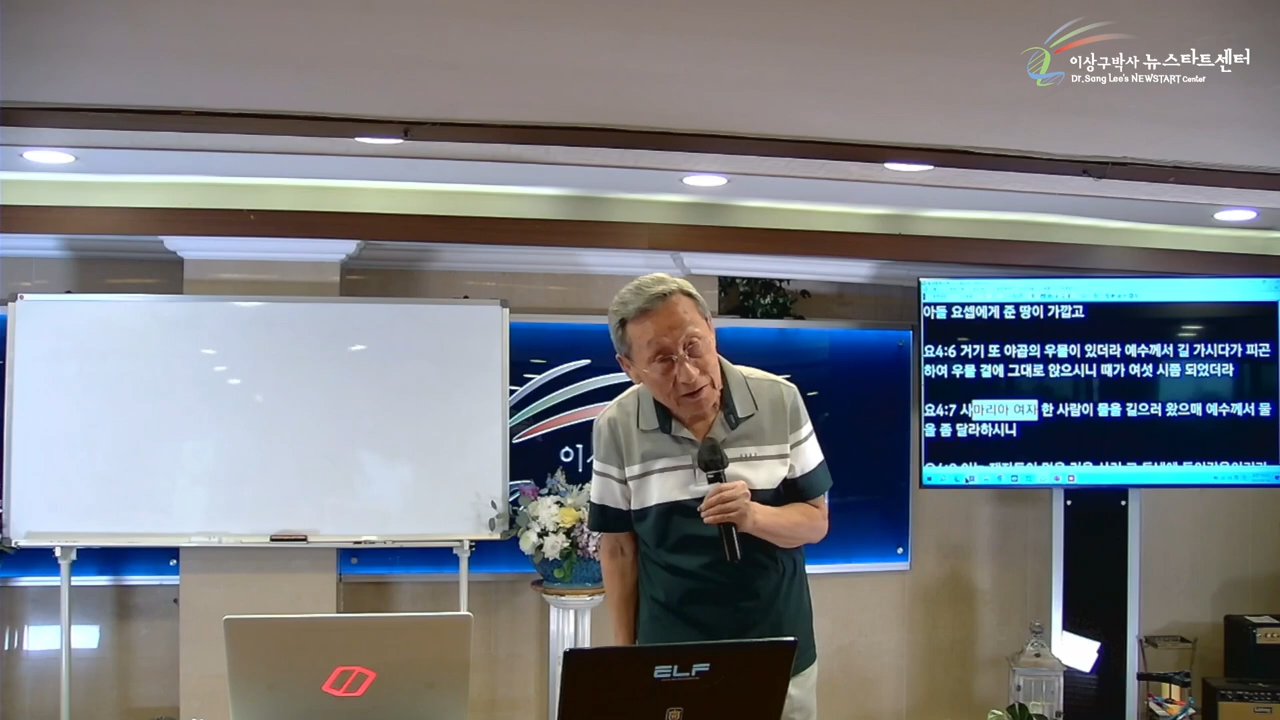 이상구박사 뉴스타트센터
Dr. Sang Lee's NEWSTART Center
아들 요셉에게 준 땅이 가깝고
요4:6 거기 또 야곱의 우물이 있더라 예수께서 길 가시다가 피곤
하여 우물 곁에 그대로 앉으시니 때가 여섯 시쯤 되었더라
요4:7 사마리아 여자 한 사람이 물을 길으러 왔으매 예수께서 물
을 좀 달라하시니
이상
ELF